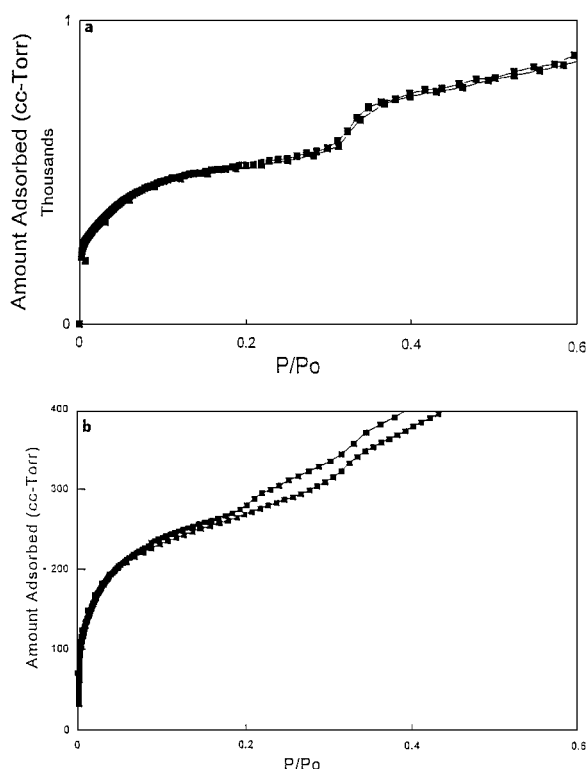 a
1
Amount Adsorbed (cc-Torr)
Thousands
0
0 0.2 0.4 0.6
P/Po
b
400
300
200
100
0
Amount Adsorbed (cc-Torr)
0 0.2 0.4 0.6
P/Po